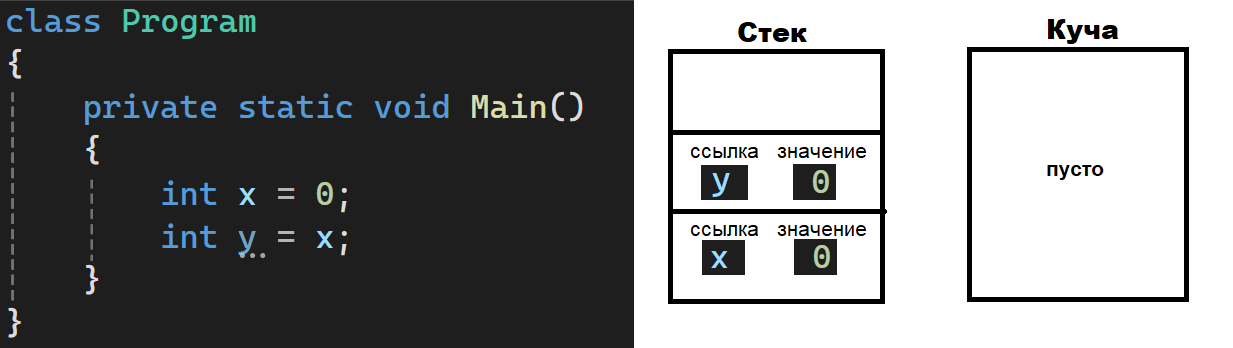 class Program
{
private static void Main()
{
int x = 0;
int y = x;
}
}
Стек
ссылка значение
y 0
ссылка значение
x 0
Куча
пусто